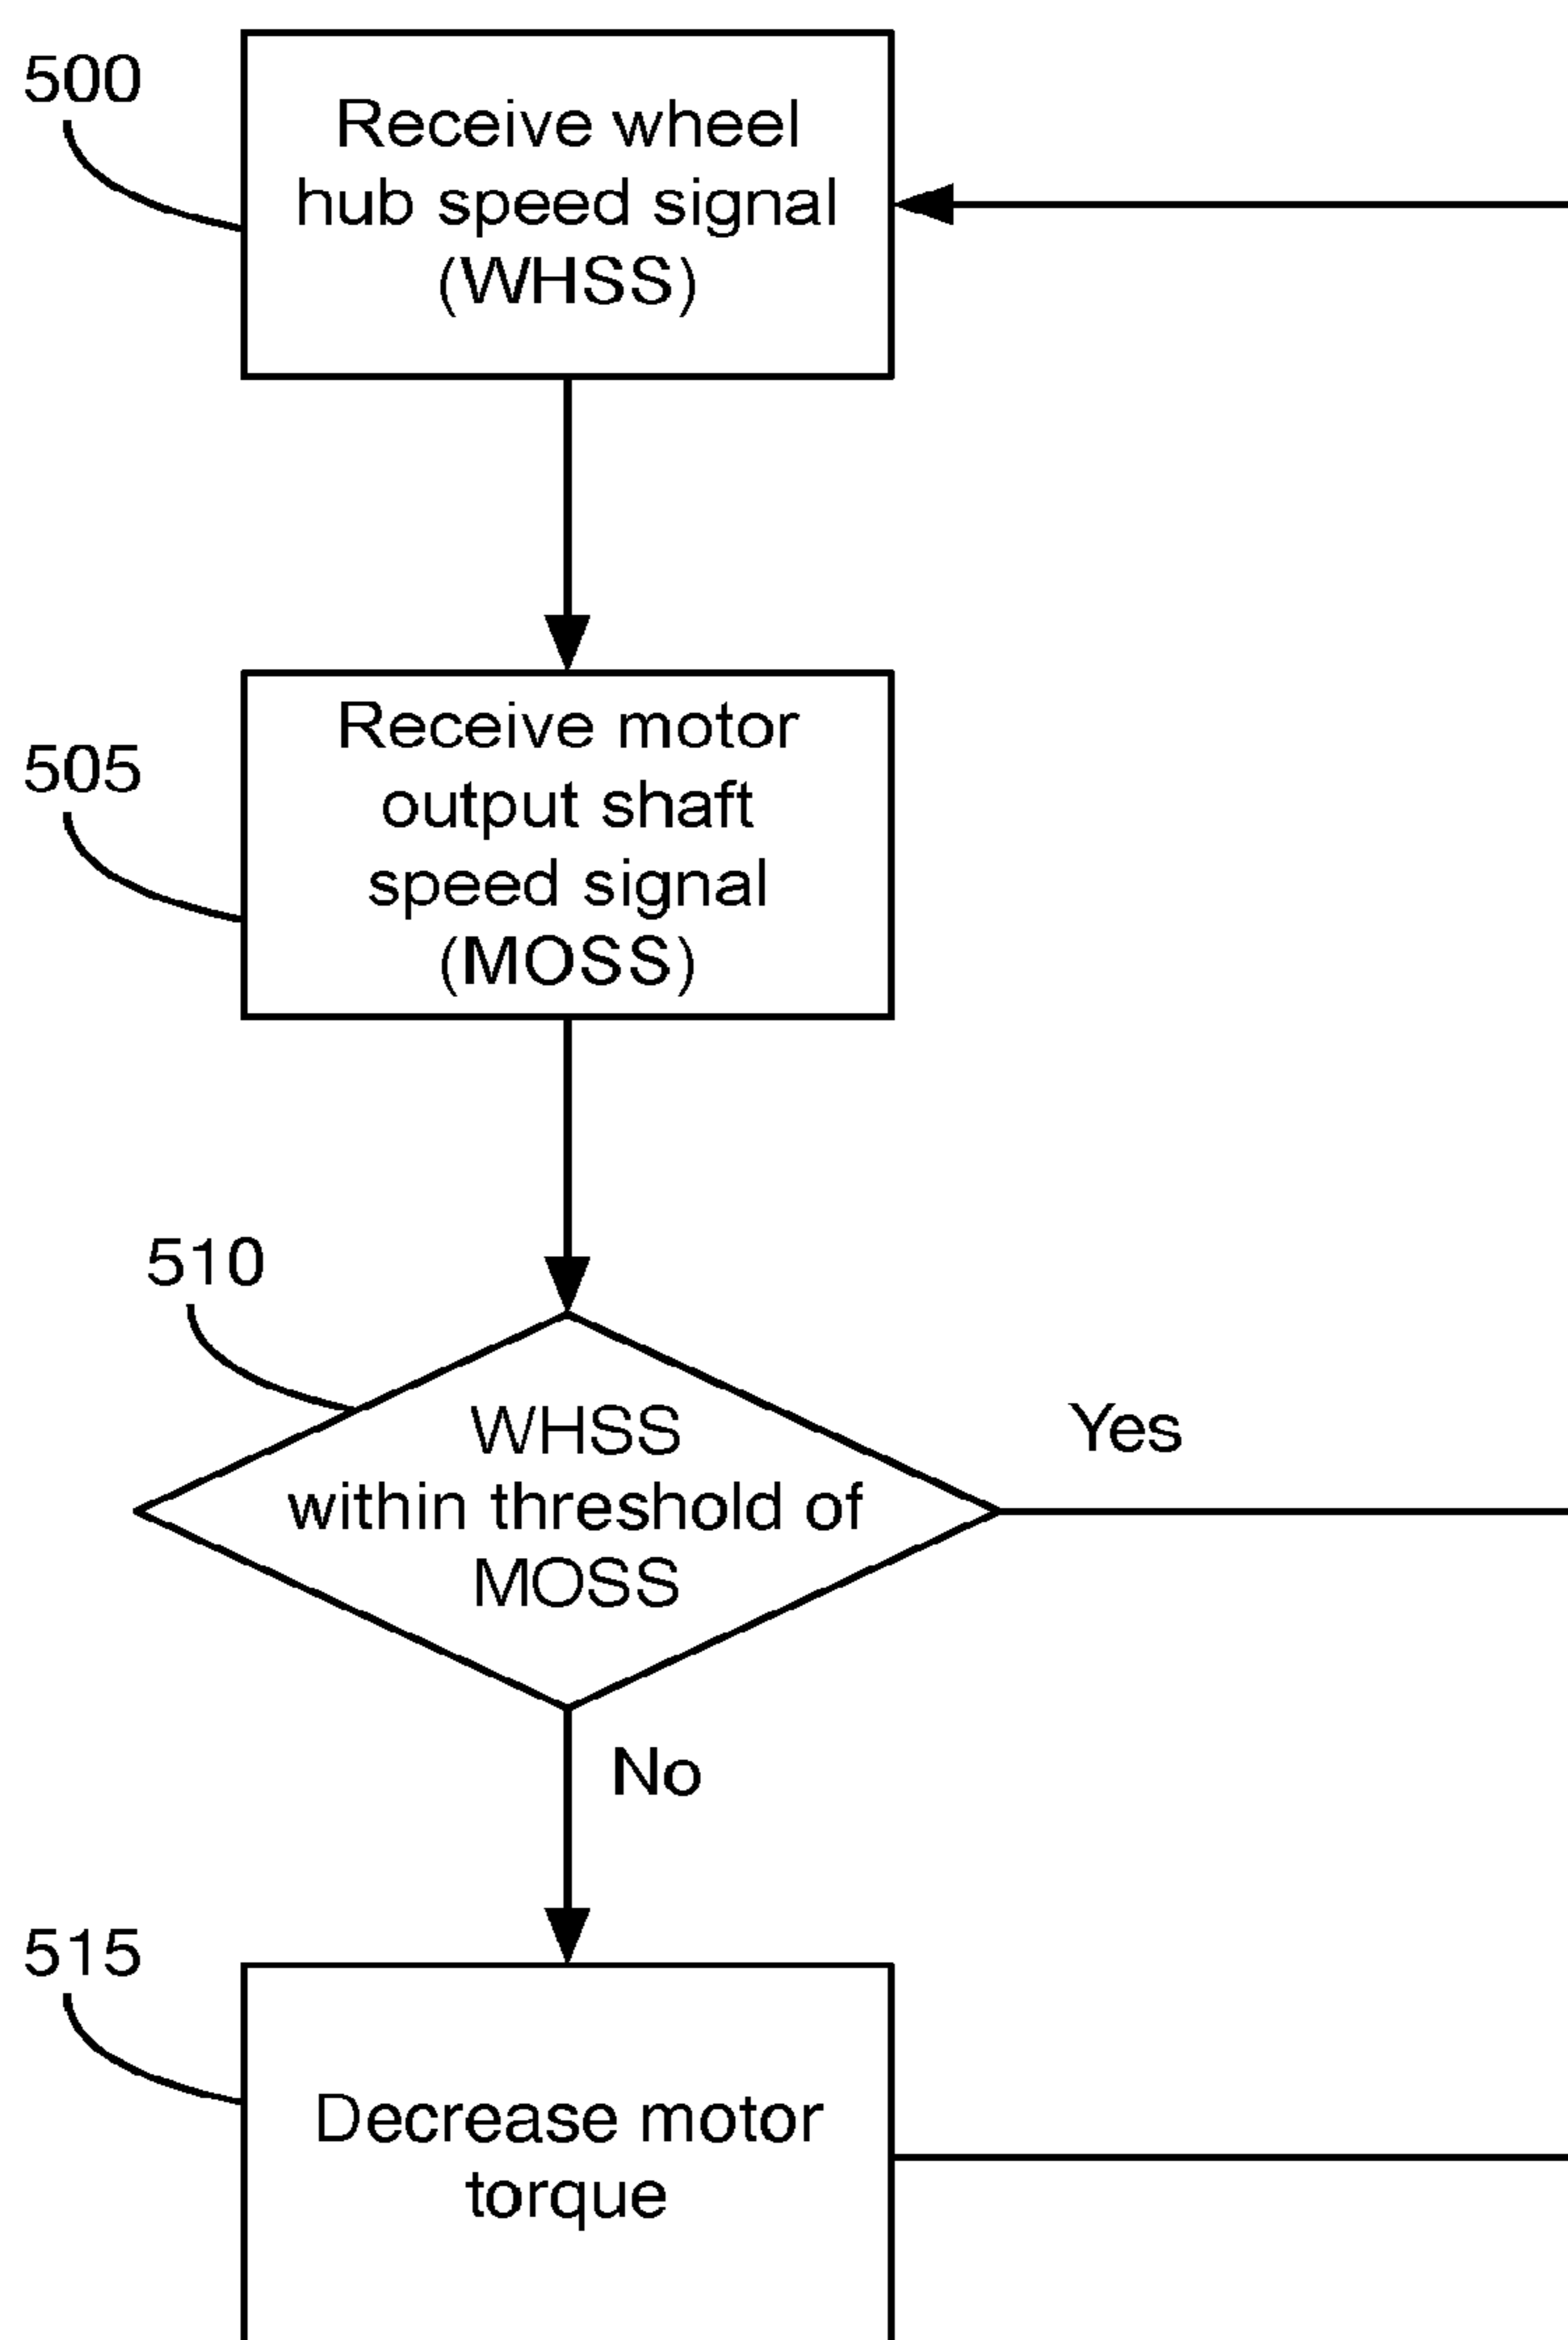 500
Receive wheel
hub speed signal
(WHSS)
505
Receive motor
output shaft
speed signal
(MOSS)
510
WHSS
within threshold of
MOSS
Yes
No
515
Decrease motor
torque